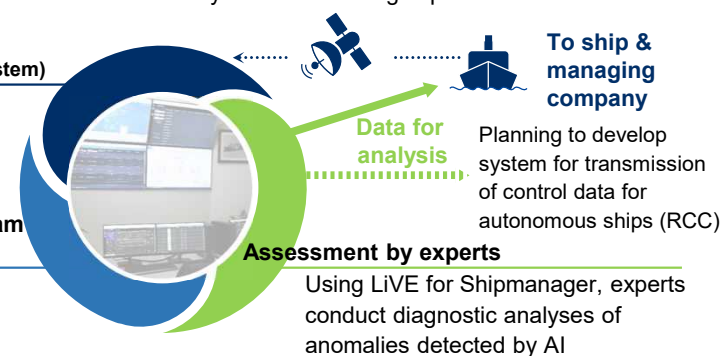 To ship &
managing
company
stem)
Data for
analysis
Planning to develop
system for transmission
of control data for
autonomous ships (RCC)
am
Assessment by experts
Using LiVE for Shipmanager, experts
conduct diagnostic analyses of
anomalies detected by AI